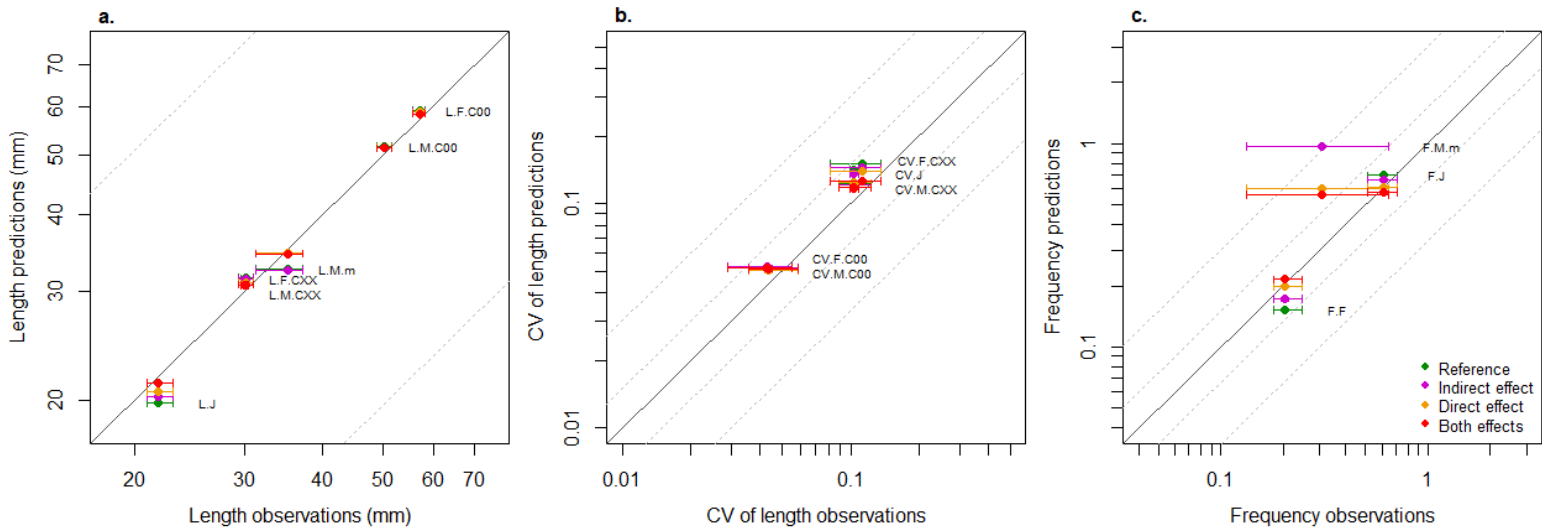 a.
Length predictions (mm)
70
60
50
40
30
20
L.F.C00
L.M.C00
L.M.m
L.F.CXX
L.M.CXX
L.J
20
30
40
50
60
70
Length observations (mm)
b.
CV of length predictions
0.1
0.01
CV.F.CXX
CV.J
CV.M.CXX
CV.F.C00
CV.M.C00
0.01
0.1
CV of length observations
c.
Frequency predictions
1
0.1
F.M.m
F.J
F.F
Reference
Indirect effect
Direct effect
Both effects
0.1
1
Frequency observations